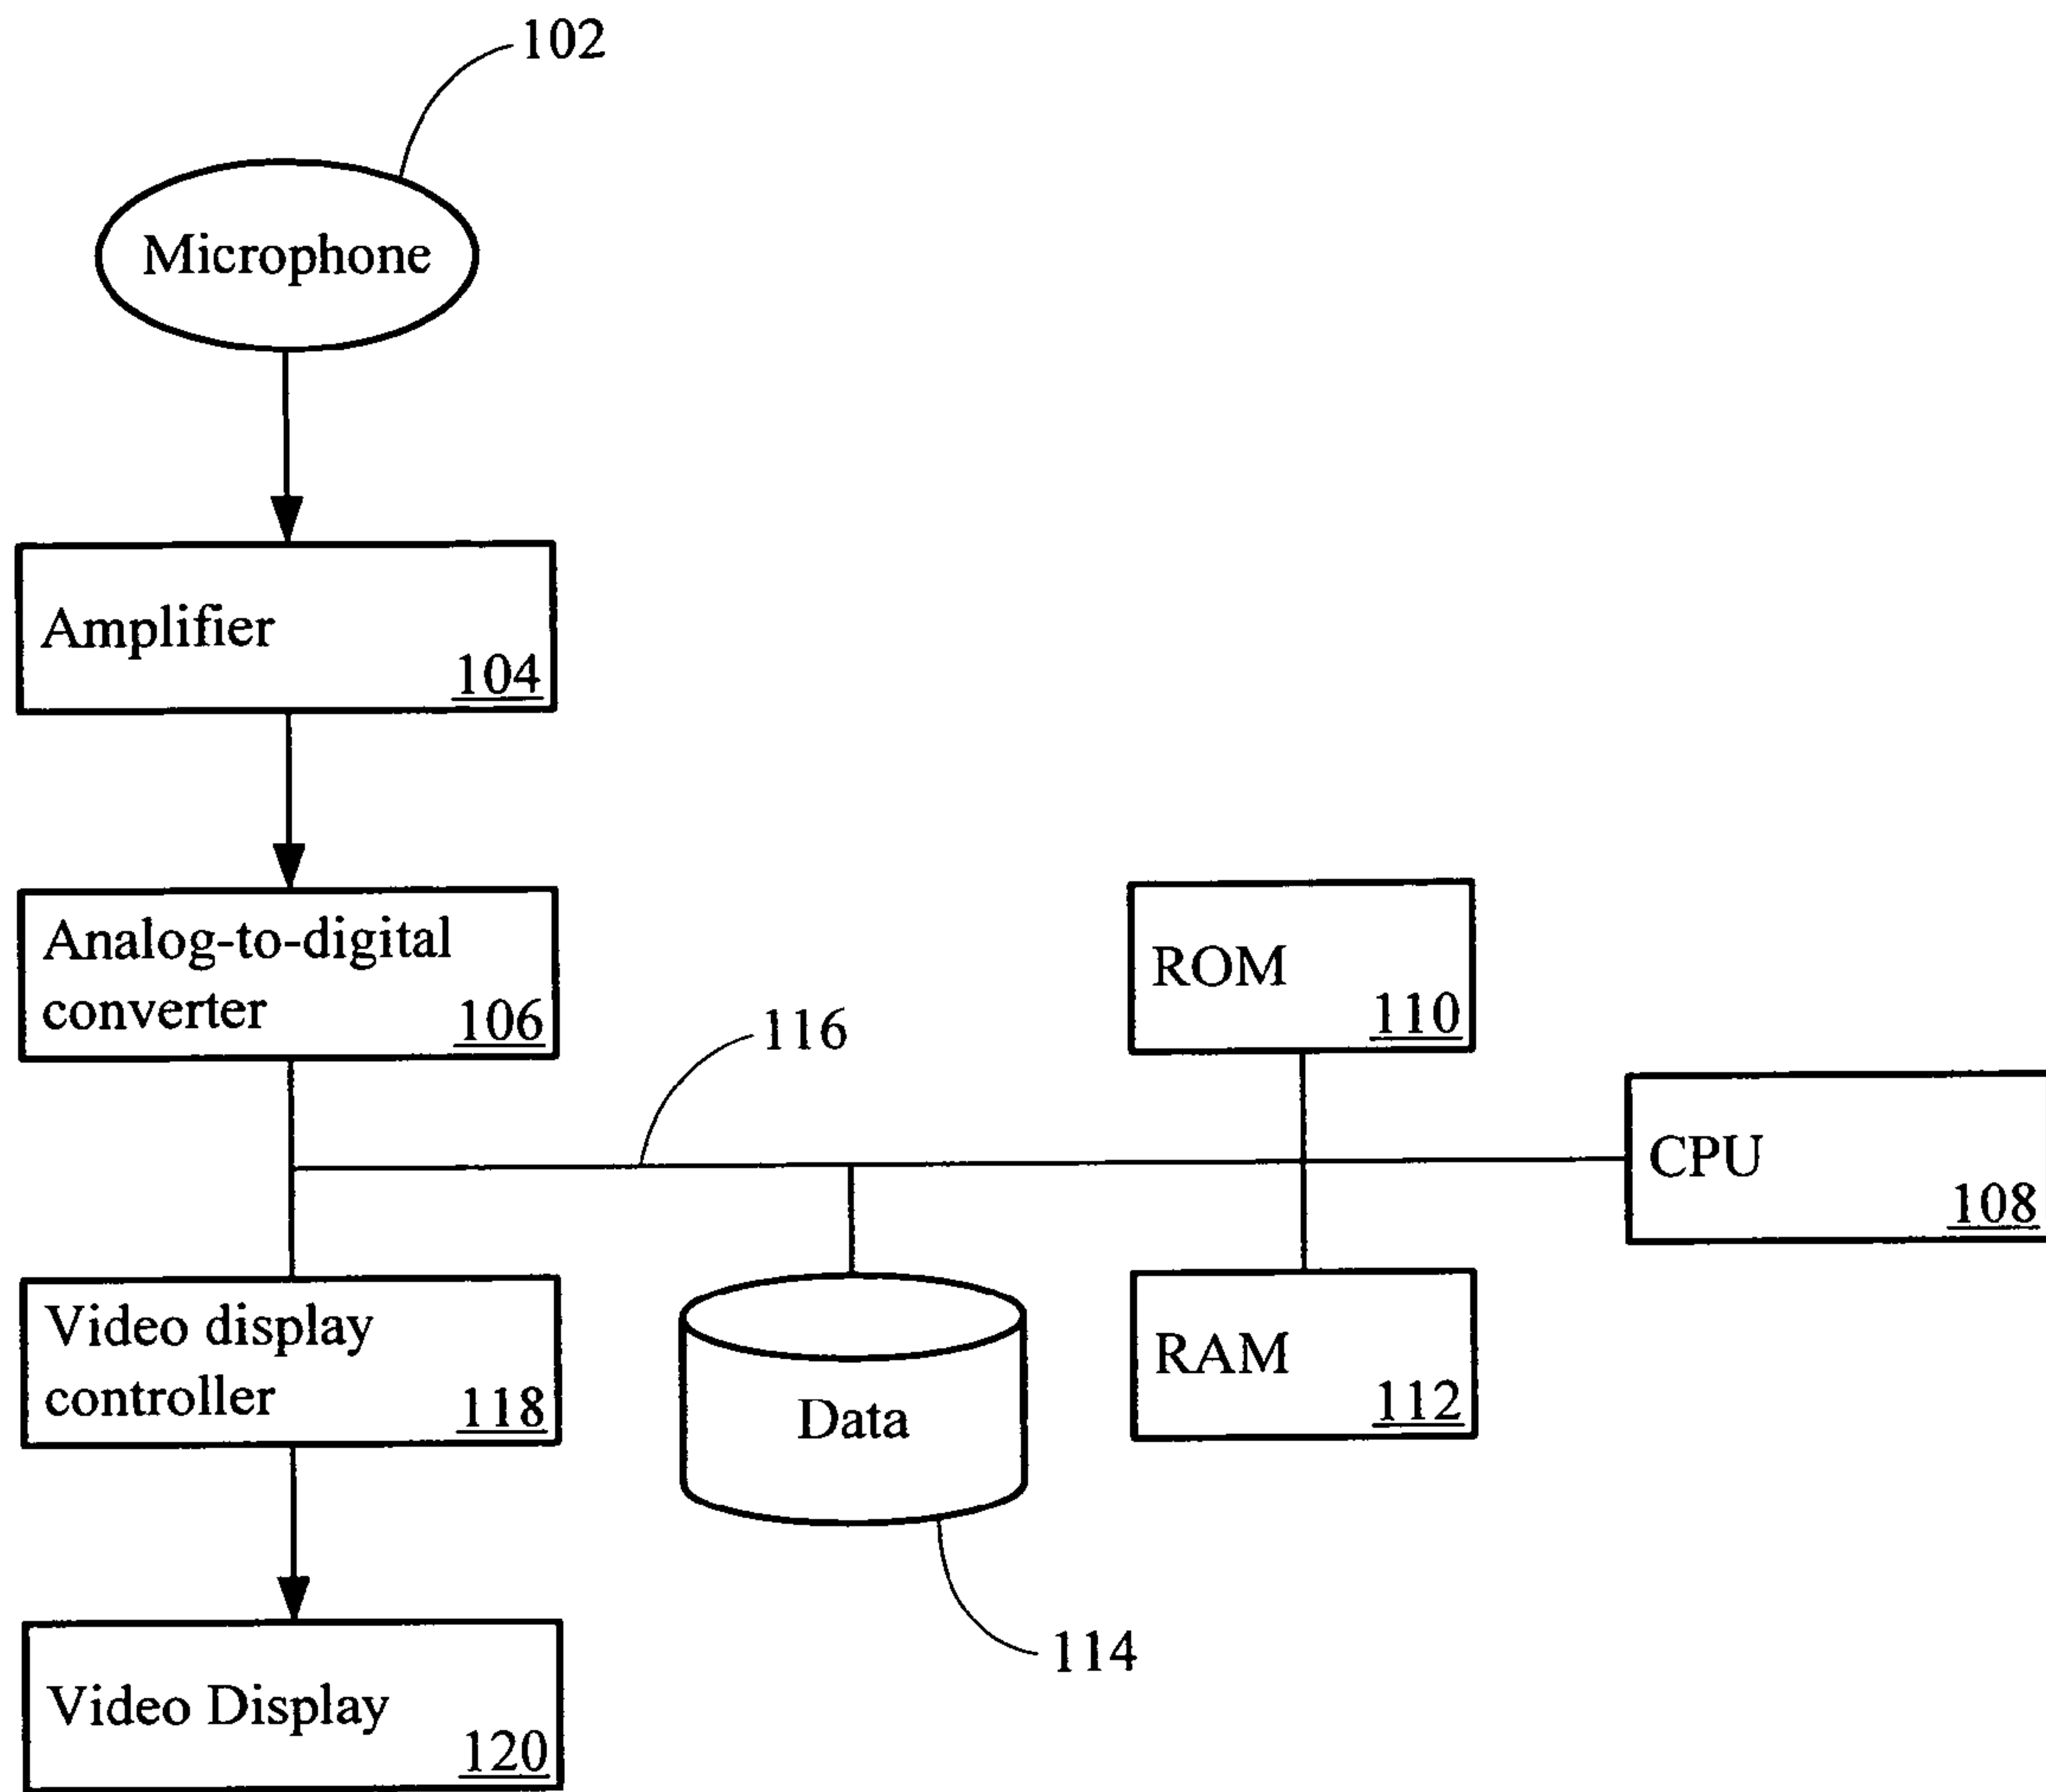 102
Microphone
Amplifier
104
Analog-to-digital
converter
106
116
ROM
110
CPU
108
Video display
controller
118
Data
RAM
112
114
Video Display
120